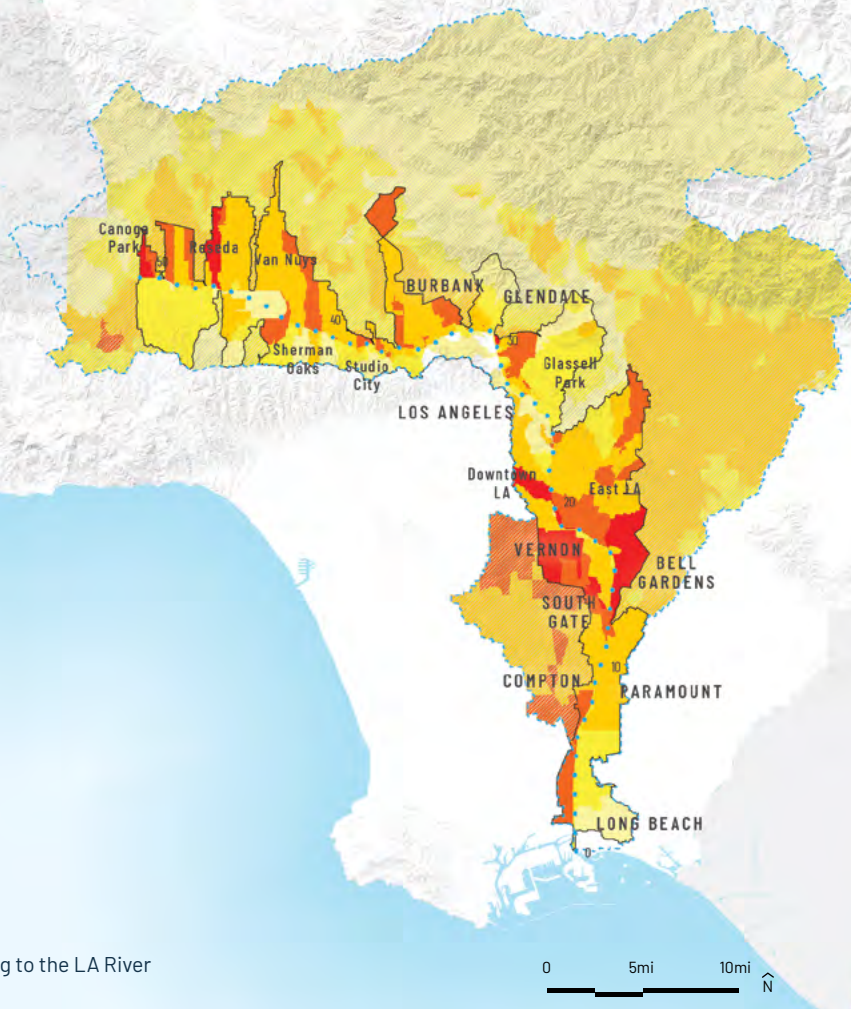 Canoga
Park
50
Reseda
Van Nuys
BURBANK
GLENDALE
40
30
Sherman
Oaks
Studio
City
Glassell
Park
LOS ANGELES
Downtown
LA
20
East LA
VERNON
BELL
GARDENS
SOUTH
GATE
10
COMPTON
PARAMOUNT
LONG BEACH
0
g to the LA River
0 5mi 10mi
N